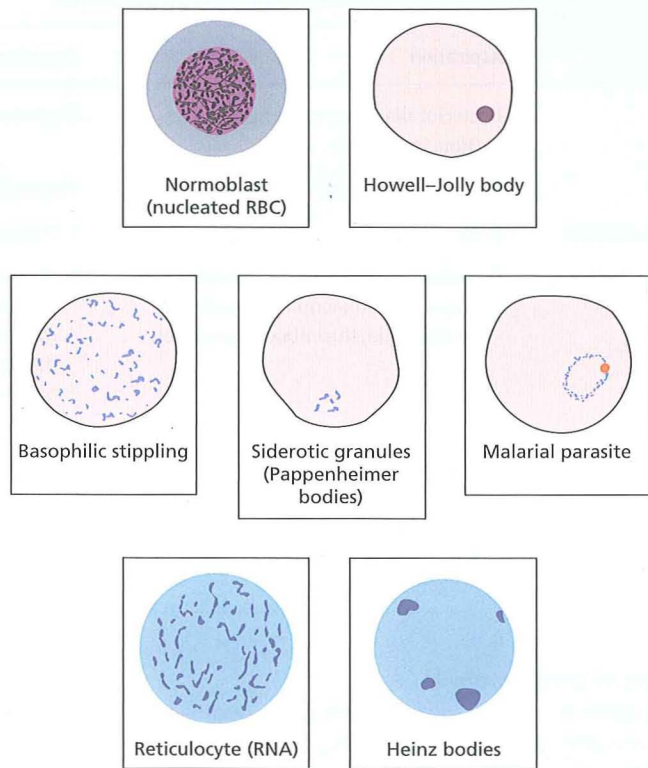 Normoblast
(nucleated RBC)
Howell–Jolly body
Basophilic stippling
Siderotic granules
(Pappenheimer
bodies)
Malarial parasite
Reticulocyte (RNA)
Heinz bodies